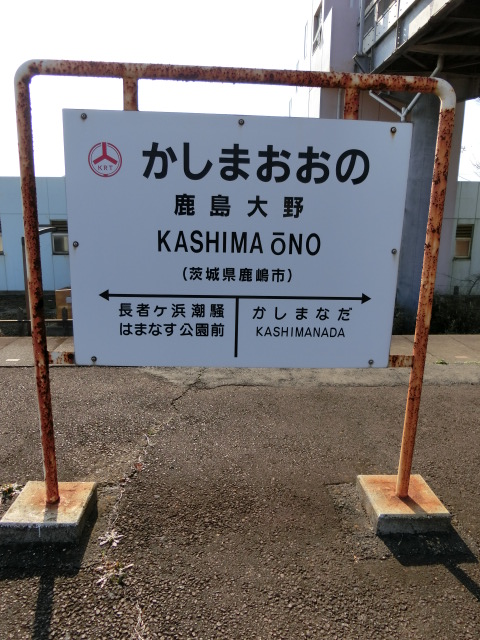 KRT
かしまおおの
鹿島大野
KASHIMA ŌNO
(茨城県鹿嶋市)
長者ヶ浜潮騒
はまなす公園前
かしまなだ
KASHIMANADA